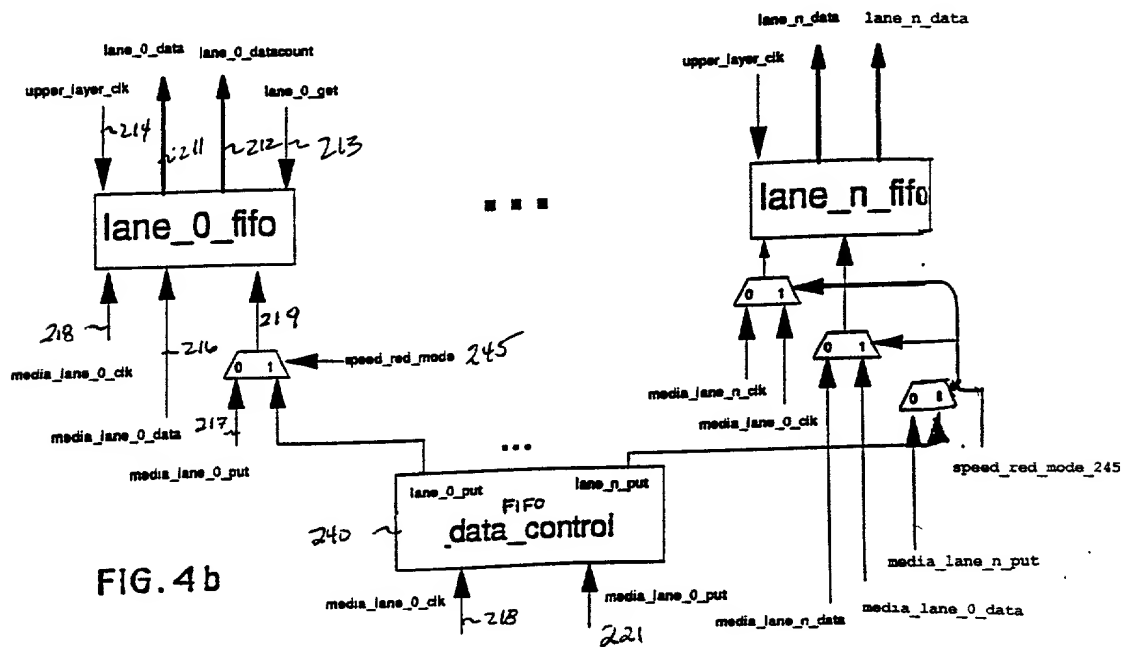 lane_n_data lane_n_data
lane_0_data lane_0_datacount
upper_layer_clk lane_0_get
upper_layer_clk
214 211 212 213
lane_0_fifo
...
lane_n_fifo
0 1
218 219
216
speed_red_mode 245
0 1
0 1
media_lane_0_clk
217
media_lane_n_clk
media_lane_0_clk
0
media_lane_0_data
media_lane_0_put
...
speed_red_mode_245
lane_0_put lane_n_put
FIFO
240 data_control
media_lane_n_put
FIG. 4b
media_lane_0_clk media_lane_0_put
media_lane_0_data
media_lane_n_data
218 221